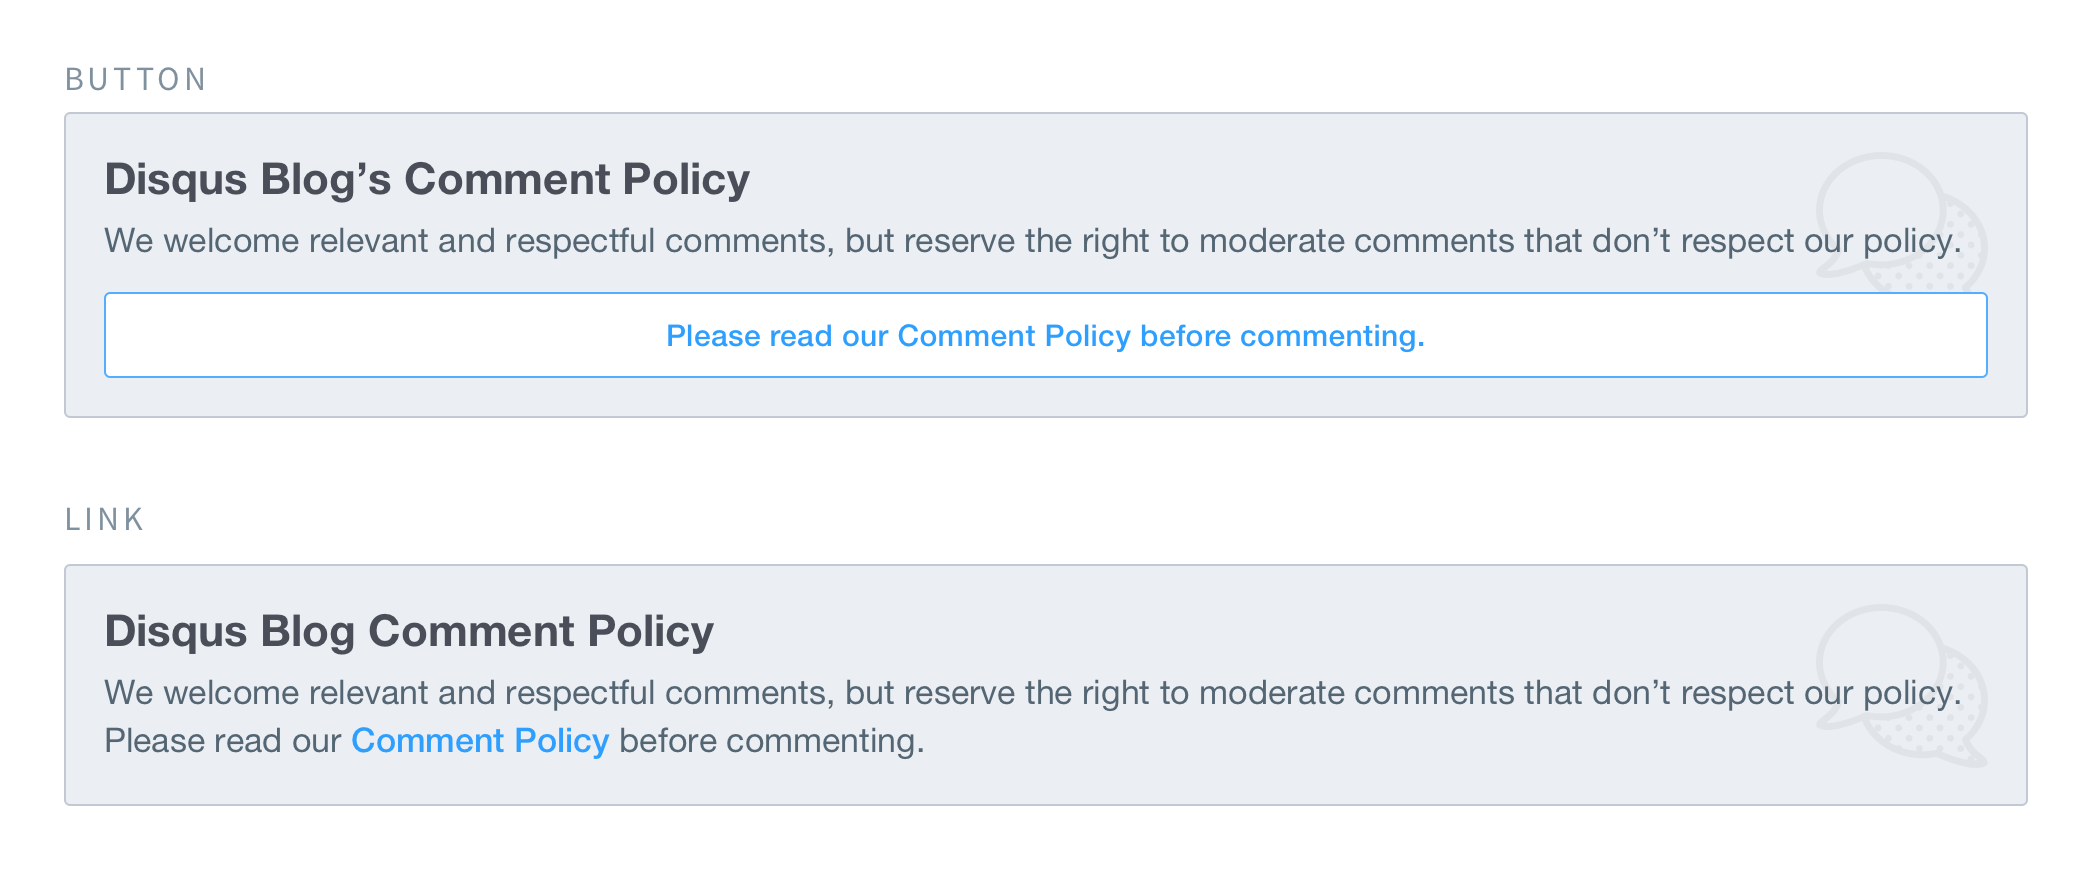 BUTTON
Disqus Blog’s Comment Policy
We welcome relevant and respectful comments, but reserve the right to moderate comments that don’t respect our policy.
Please read our Comment Policy before commenting.
LINK
Disqus Blog Comment Policy
We welcome relevant and respectful comments, but reserve the right to moderate comments that don’t respect our policy.
Please read our Comment Policy before commenting.